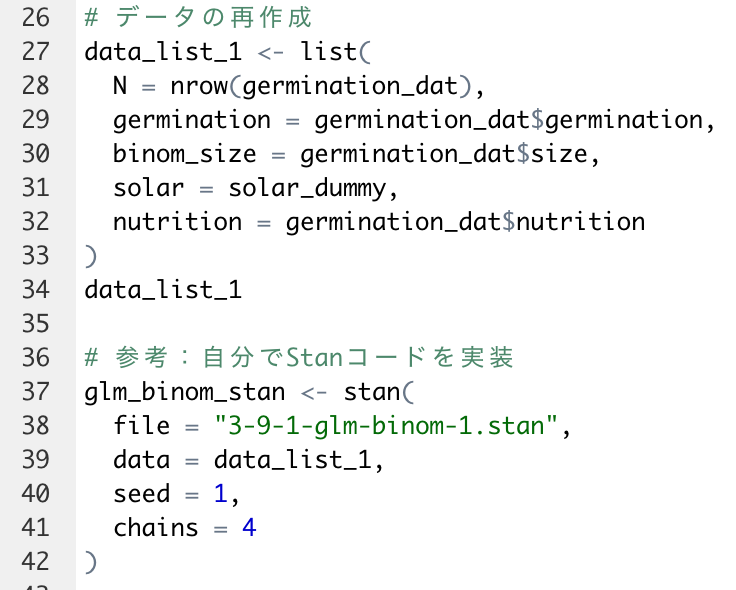 26 # データの再作成
27 data_list_1 <- list(
28   N = nrow(germination_dat),
29   germination = germination_dat$germination,
30   binom_size = germination_dat$size,
31   solar = solar_dummy,
32   nutrition = germination_dat$nutrition
33 )
34 data_list_1
35
36 # 参考：自分でStanコードを実装
37 glm_binom_stan <- stan(
38   file = "3-9-1-glm-binom-1.stan",
39   data = data_list_1,
40   seed = 1,
41   chains = 4
42 )